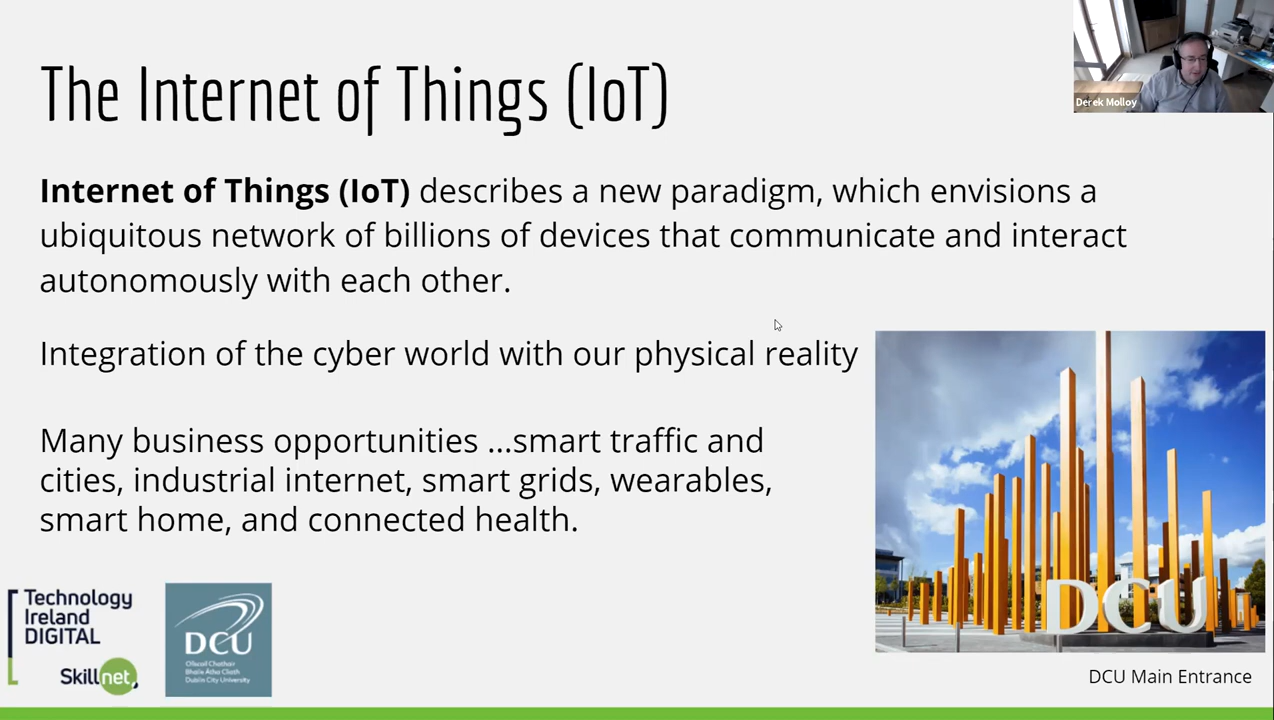 The Internet of Things (IoT)
Derek Molloy
Internet of Things (IoT) describes a new paradigm, which envisions a
ubiquitous network of billions of devices that communicate and interact
autonomously with each other.
Integration of the cyber world with our physical reality
Many business opportunities ...smart traffic and
cities, industrial internet, smart grids, wearables,
smart home, and connected health.
Technology
Ireland
DIGITAL
Skillnet
DCU
Ollscoil Chathair
Bhaile Átha Cliath
Dublin City University
DCU
DCU Main Entrance